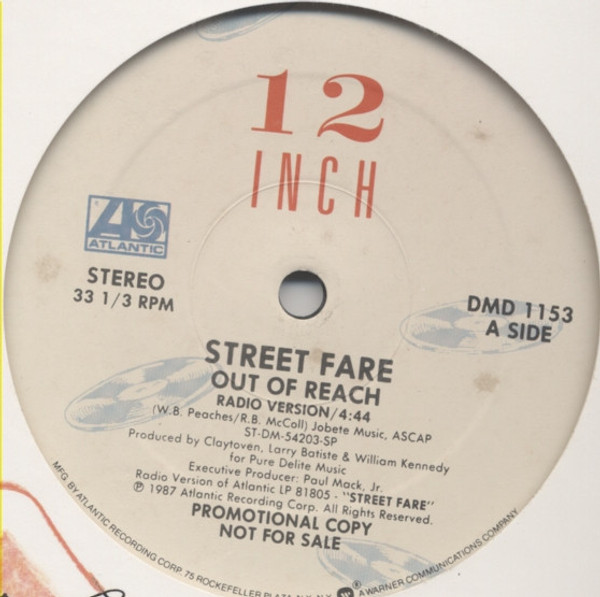 12
INCH
ATLANTIC
STEREO
33 1/3 RPM
DMD 1153
A SIDE
STREET FARE
OUT OF REACH
RADIO VERSION/4:44
(W.B. Peaches/R.B. McColl) Jobete Music, ASCAP
ST-DM-54203-SP
Produced by Claytoven, Larry Batiste & William Kennedy
for Pure Delite Music
Executive Producer: Paul Mack, Jr.
Radio Version of Atlantic LP 81805 - "STREET FARE"
℗ 1987 Atlantic Recording Corp. All Rights Reserved.
PROMOTIONAL COPY
NOT FOR SALE
MFG. BY ATLANTIC RECORDING CORP. 75 ROCKEFELLER PLAZA, N.Y., N.Y. A WARNER COMMUNICATIONS COMPANY